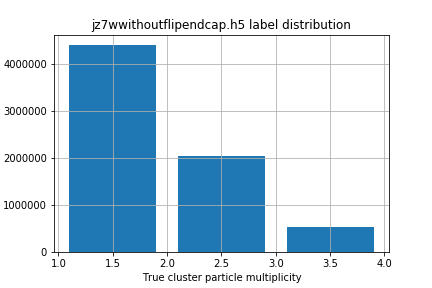 jz7wwithoutflipendcap.h5 label distribution
4000000
3000000
2000000
1000000
0
1.0 1.5 2.0 2.5 3.0 3.5 4.0
True cluster particle multiplicity